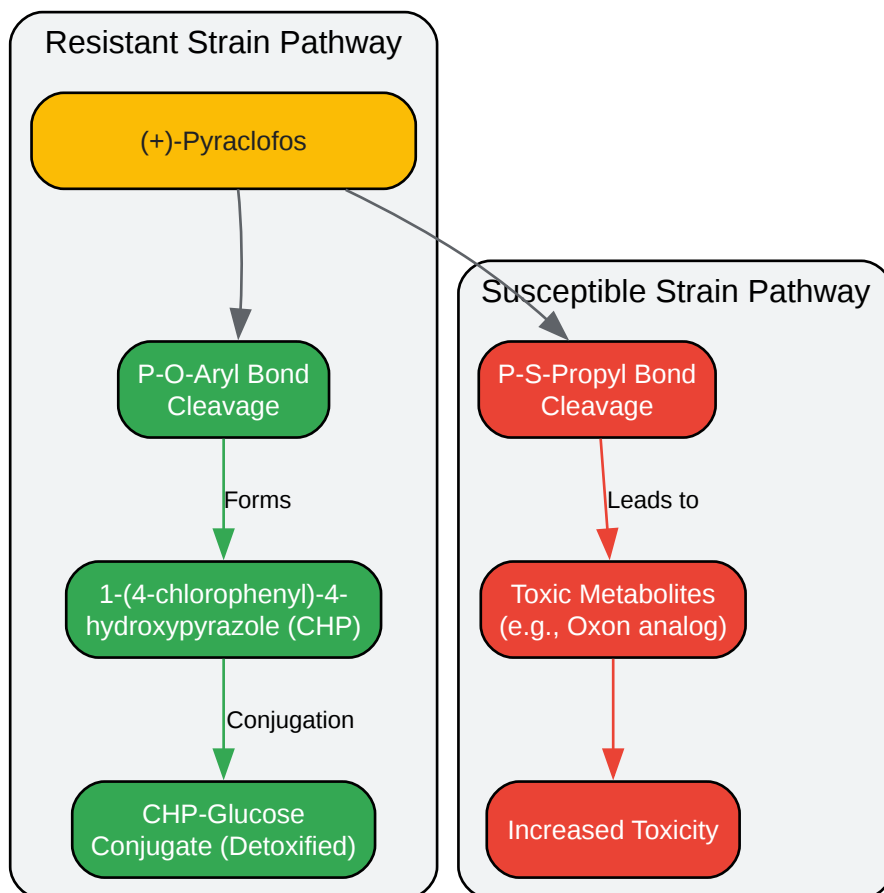 Resistant Strain Pathway
(+)-Pyraclofos
P-O-Aryl Bond
Cleavage
Forms
1-(4-chlorophenyl)-4-
hydroxypyrazole (CHP)
Conjugation
CHP-Glucose
Conjugate (Detoxified)
Susceptible Strain Pathway
P-S-Propyl Bond
Cleavage
Leads to
Toxic Metabolites
(e.g., Oxon analog)
Increased Toxicity